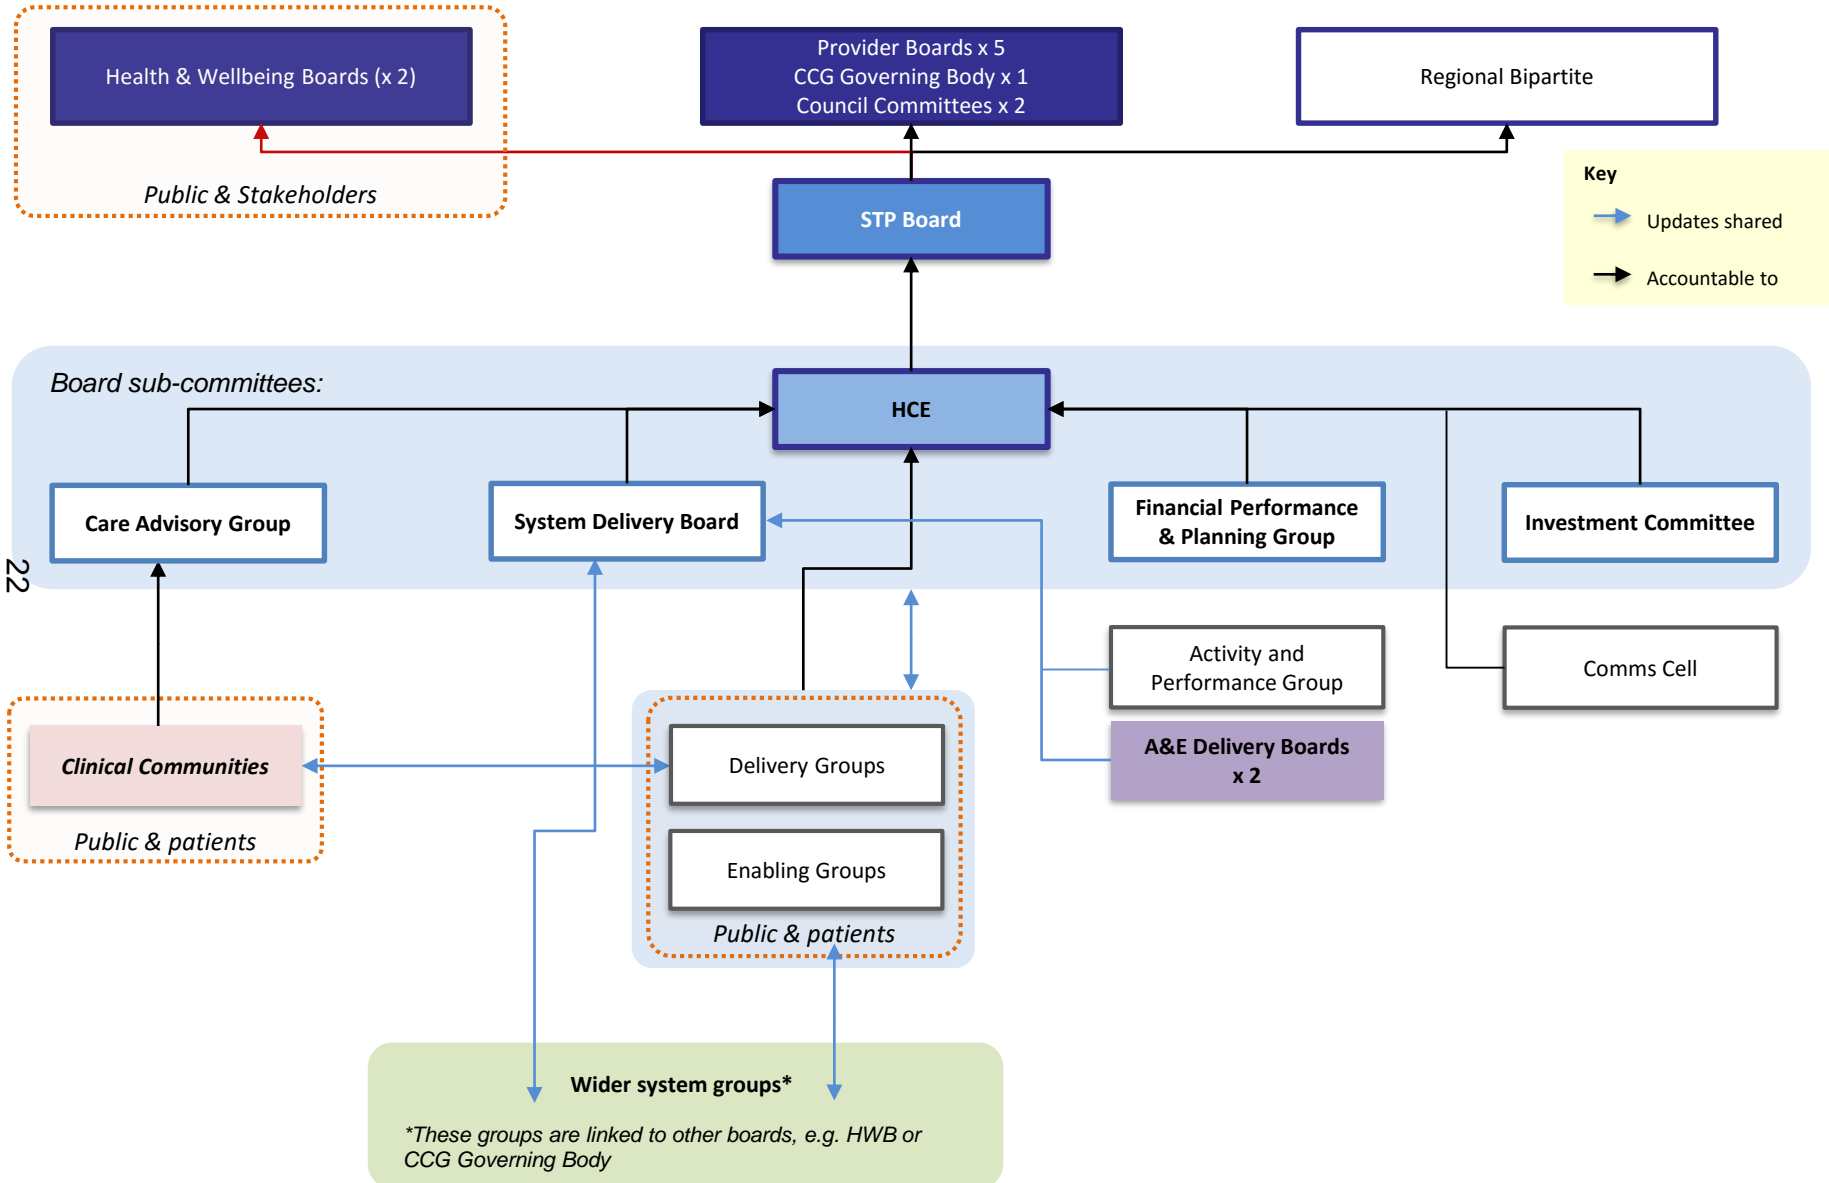 Health & Wellbeing Boards (x 2)
Public & Stakeholders
Provider Boards x 5
CCG Governing Body x 1
Council Committees x 2
Regional Bipartite
Key
Updates shared
Accountable to
STP Board
Board sub-committees:
HCE
Care Advisory Group
System Delivery Board
Financial Performance
& Planning Group
Investment Committee
22
Activity and
Performance Group
Comms Cell
A&E Delivery Boards
x 2
Clinical Communities
Public & patients
Delivery Groups
Enabling Groups
Public & patients
Wider system groups*
*These groups are linked to other boards, e.g. HWB or
CCG Governing Body